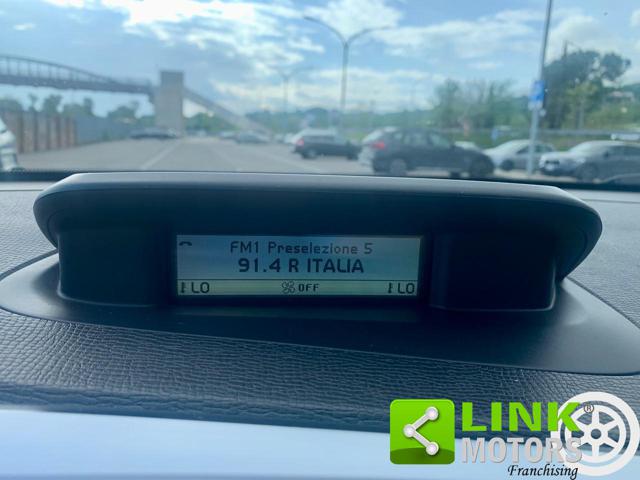 FM1 Preselezione 5
91.4 R ITALIA
LO OFF LO
LINK®
MOTORS
Franchising